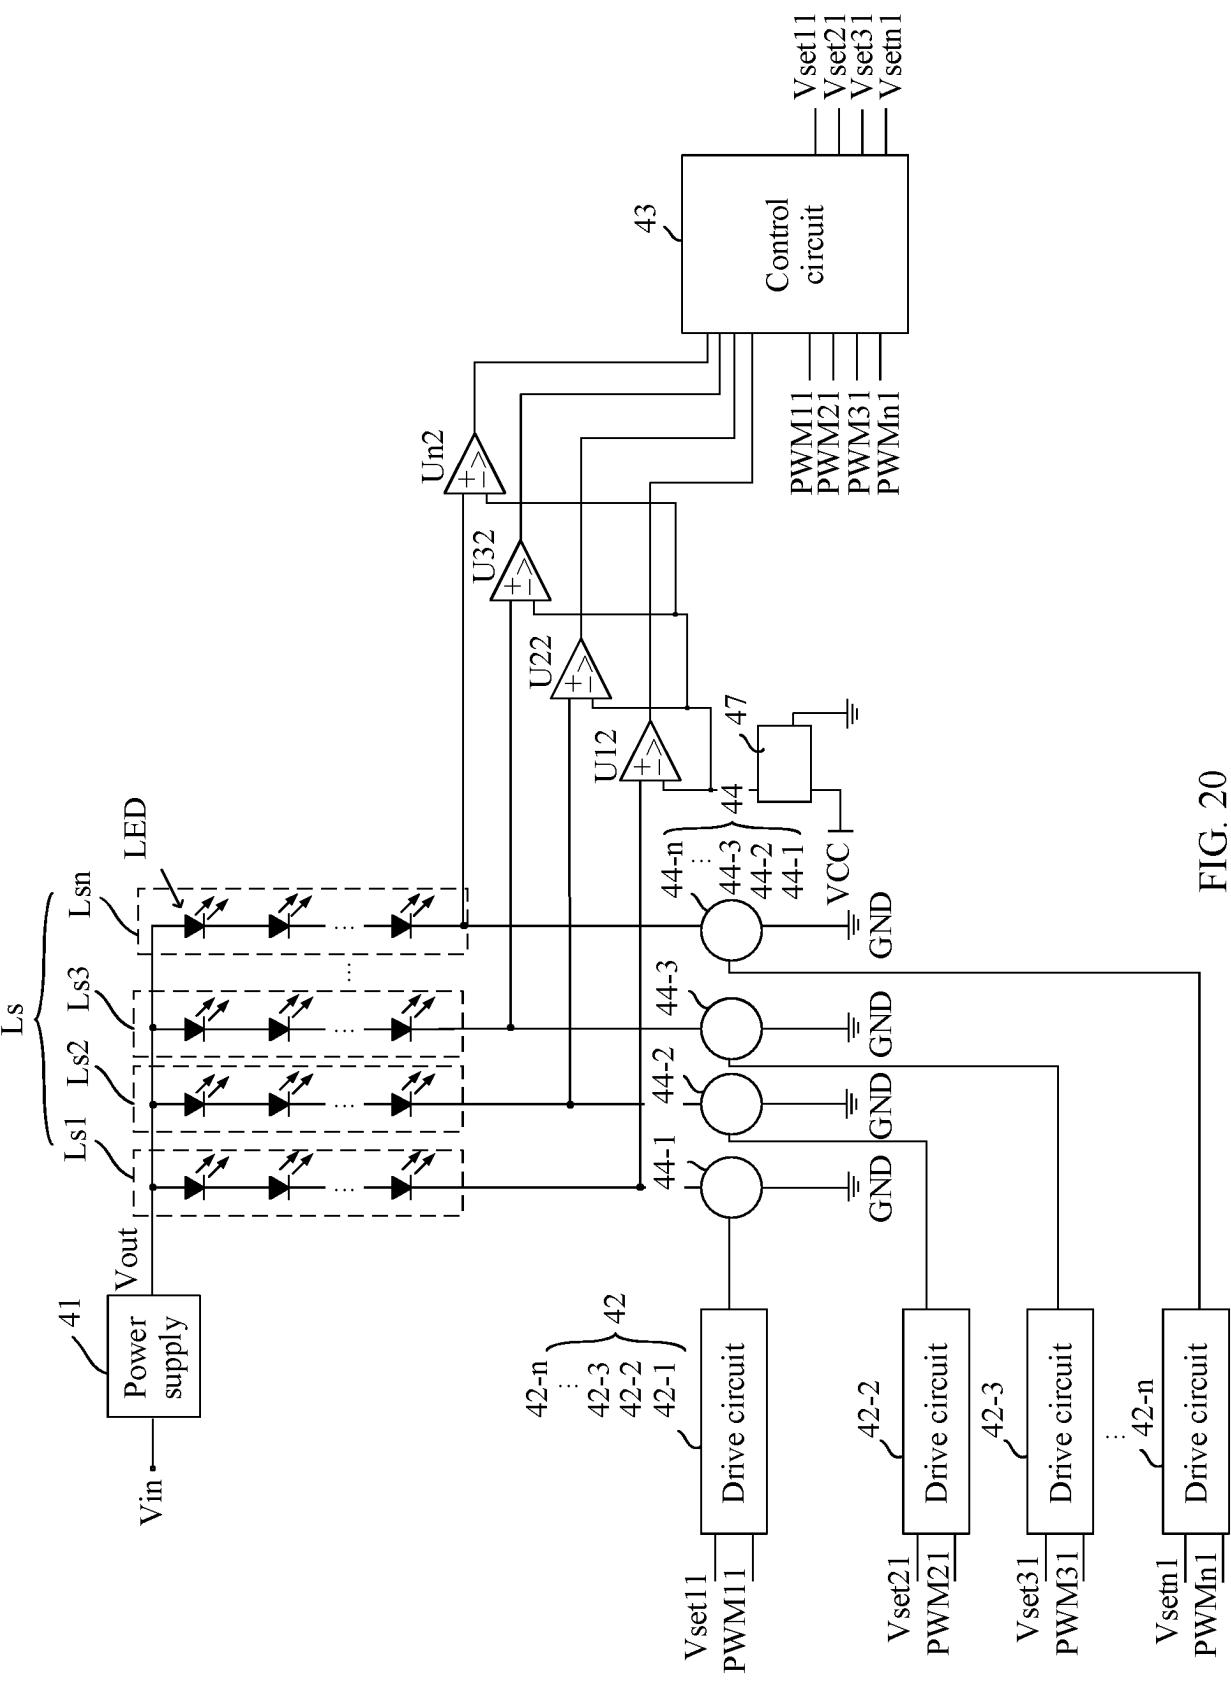 Ls
Ls1
Ls2
Ls3
Lsn
LED
...
41
Power
supply
Vin
Vout
...
...
...
...
Un2
U32
U22
U12
43
Control
circuit
PWM11
PWM21
PWM31
PWMn1
Vset11
Vset21
Vset31
Vsetn1
47
VCC
44
44-n
...
44-3
44-2
44-1
44-1
44-2
44-3
GND
GND
GND
GND
42
42-n
...
42-3
42-2
42-1
Drive circuit
Vset11
PWM11
42-2
Drive circuit
Vset21
PWM21
42-3
Drive circuit
Vset31
PWM31
...
42-n
Drive circuit
Vsetn1
PWMn1
+
−
>
+
−
>
+
−
>
+
−
>
FIG. 20